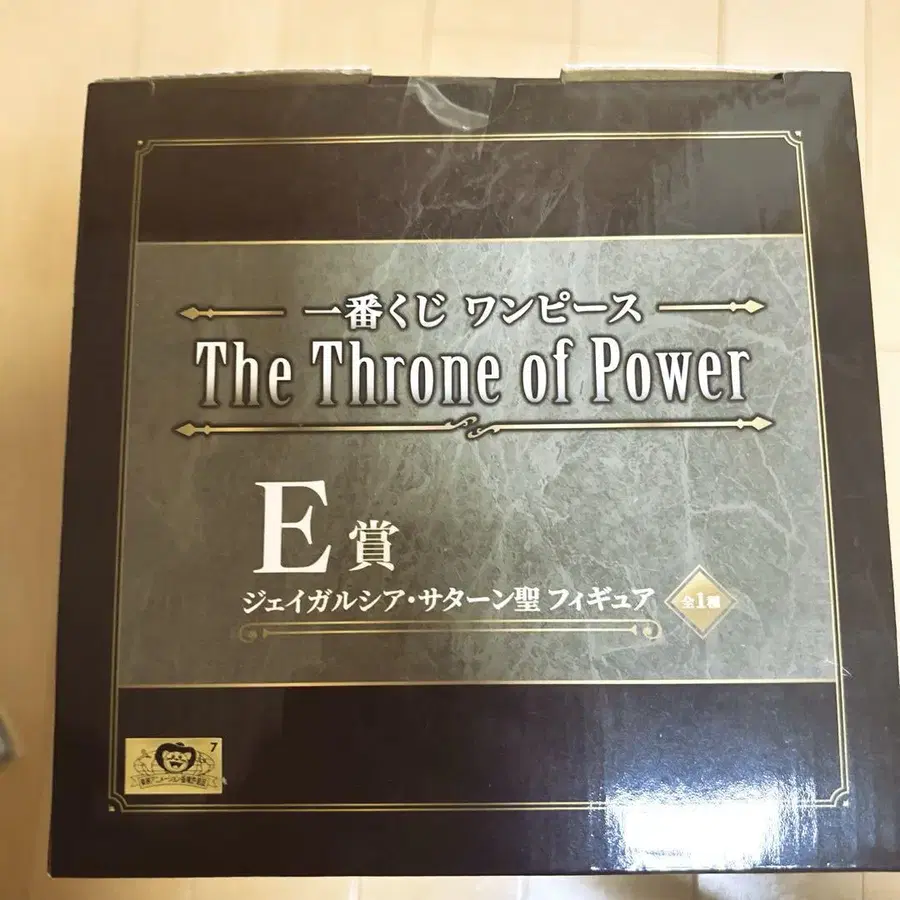 一番くじ ワンピース
The Throne of Power
E賞
ジェイガルシア・サターン聖 フィギュア
全1種
7